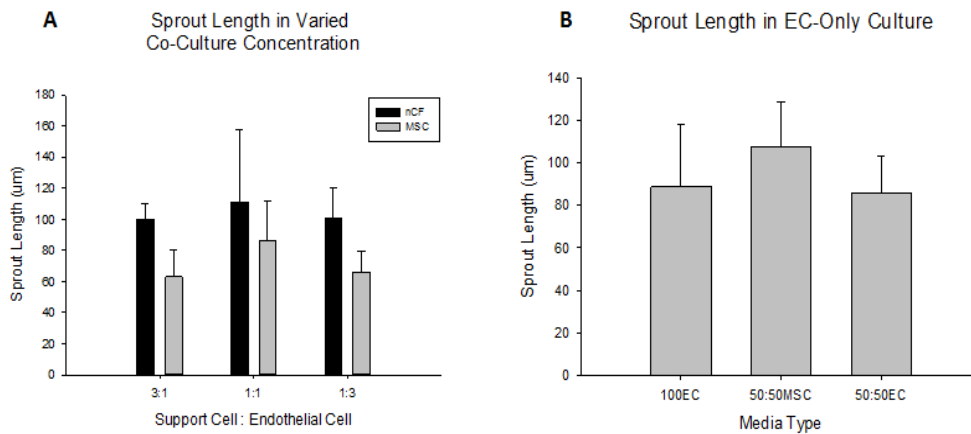 A
Sprout Length in Varied
Co-Culture Concentration
180
160
140
120
100
80
60
40
20
0
Sprout Length (um)
nCF
MSC
3:1
1:1
1:3
Support Cell : Endothelial Cell
B
Sprout Length in EC-Only Culture
140
120
100
80
60
40
20
0
Sprout Length (um)
100EC
50:50MSC
50:50EC
Media Type